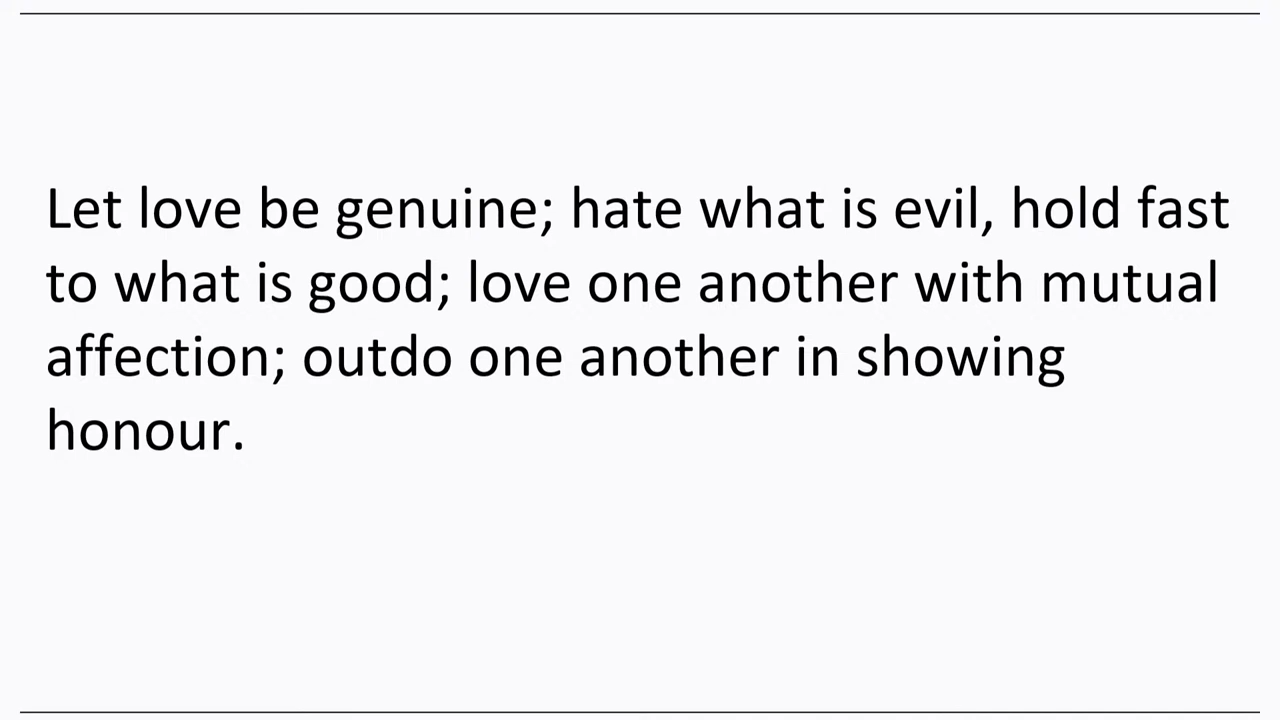 Let love be genuine; hate what is evil, hold fast
to what is good; love one another with mutual
affection; outdo one another in showing
honour.